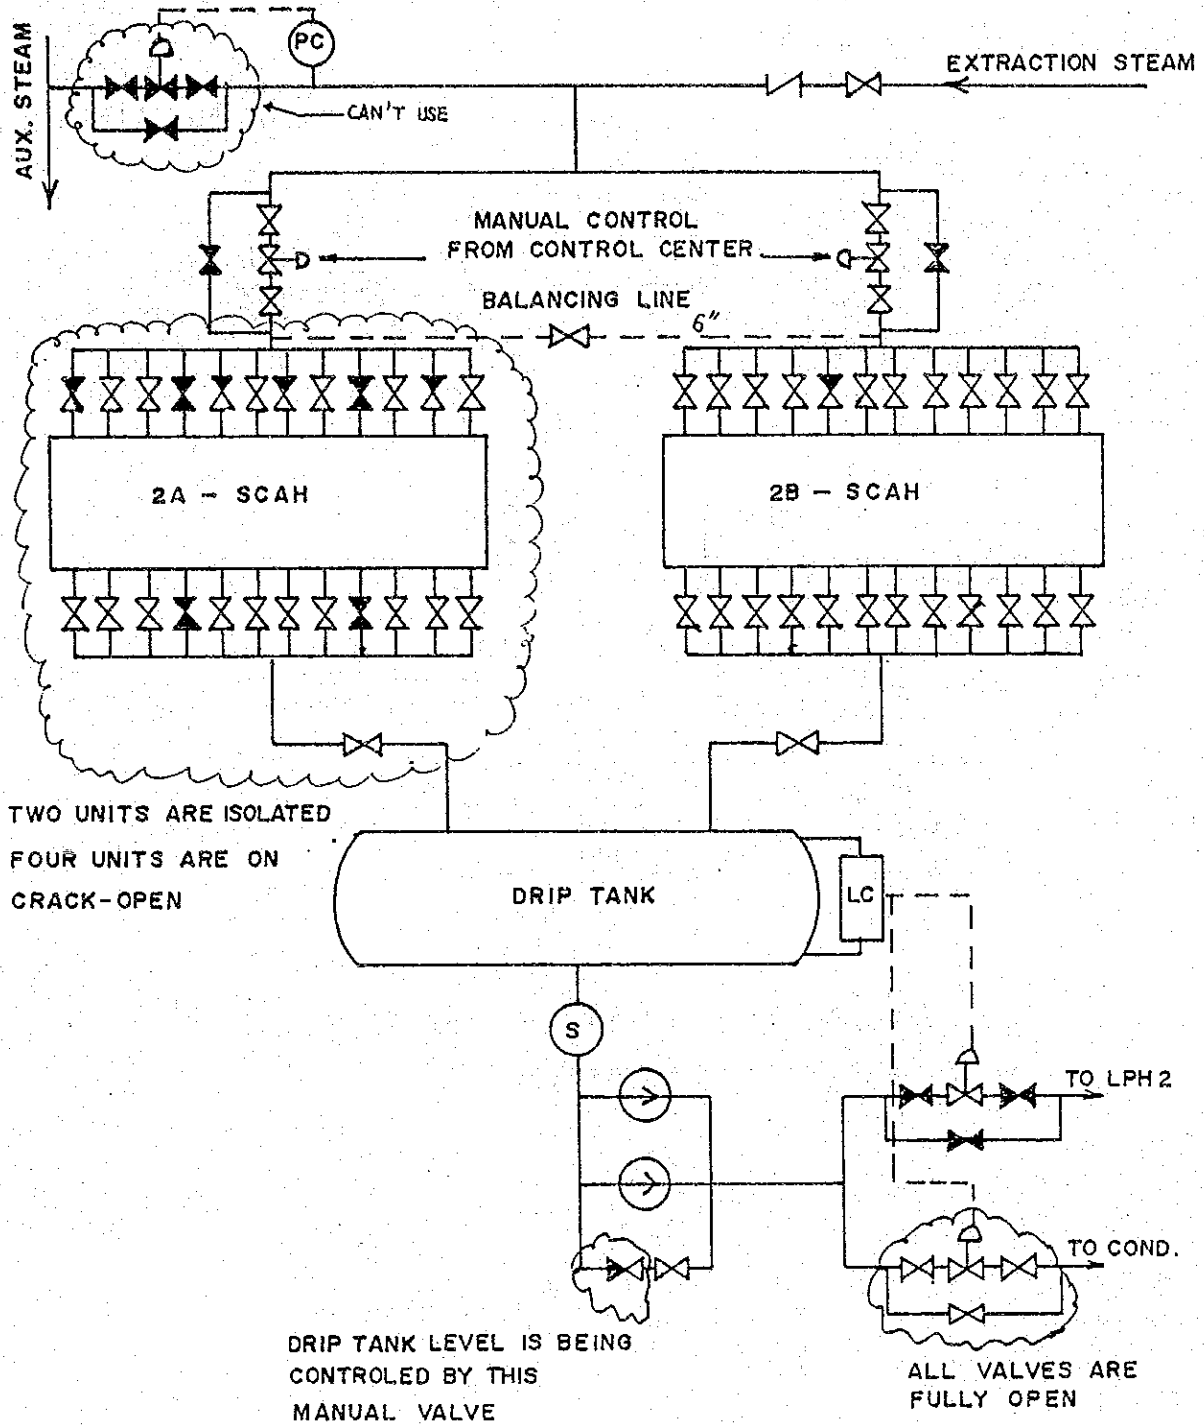 AUX. STEAM
PC
EXTRACTION STEAM
CAN'T USE
MANUAL CONTROL
FROM CONTROL CENTER
BALANCING LINE
6"
2A - SCAH
2B - SCAH
TWO UNITS ARE ISOLATED
FOUR UNITS ARE ON
CRACK-OPEN
DRIP TANK
LC
S
TO LPH 2
TO COND.
DRIP TANK LEVEL IS BEING
CONTROLED BY THIS
MANUAL VALVE
ALL VALVES ARE
FULLY OPEN